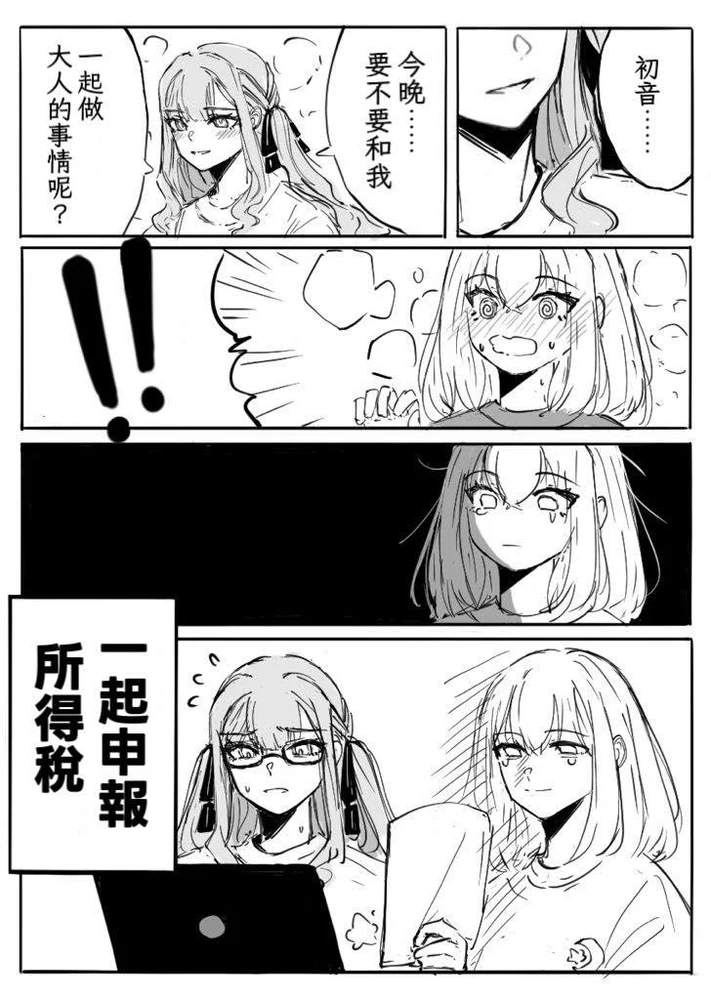 初音……
今晚……
要不要和我
一起做
大人的事情呢？
！！
一起申報
所得稅